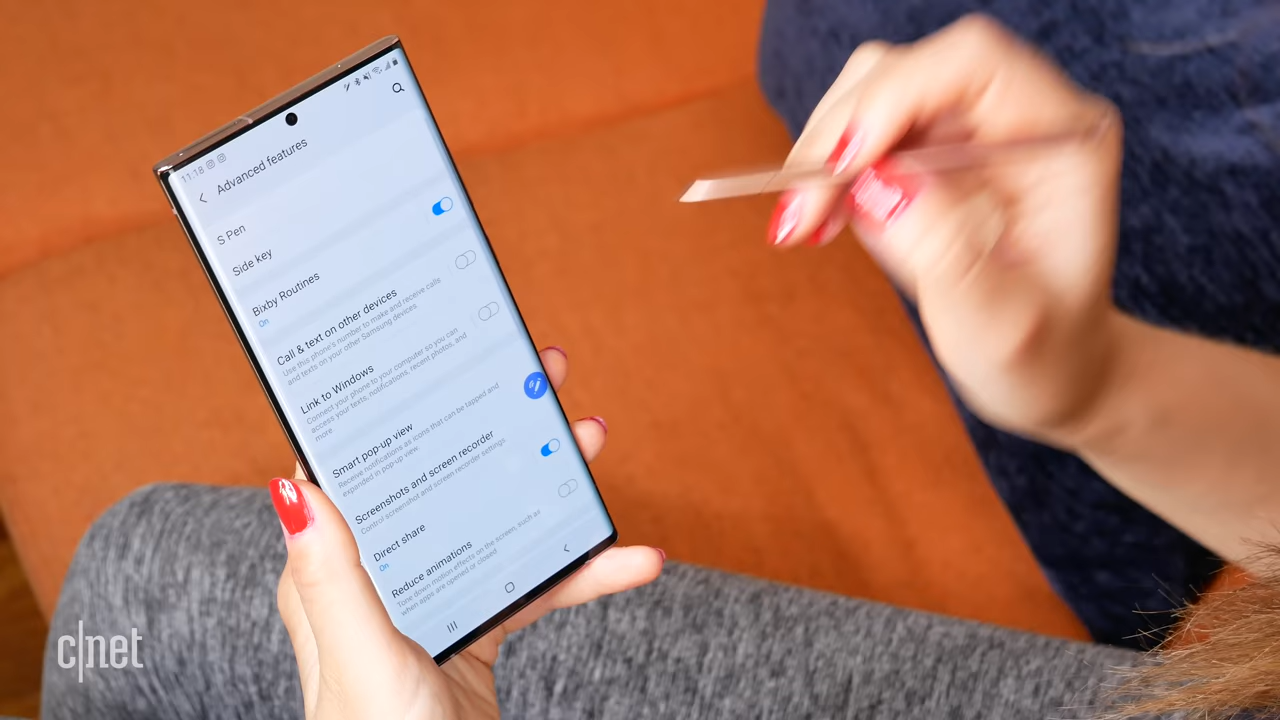 11:18
Advanced features
S Pen
Side key
Bixby Routines
On
Call & text on other devices
Use this phone's number to make and receive calls
and texts on your other Samsung devices.
Link to Windows
Connect your phone to your computer so you can
access your texts, notifications, recent photos, and
more.
Smart pop-up view
Receive notifications as icons that can be tapped and
expanded in pop-up view.
Screenshots and screen recorder
Control screenshot and screen recorder settings
Direct share
On
Reduce animations
Tone down motion effects on the screen, such as
when apps are opened or closed.
c|net